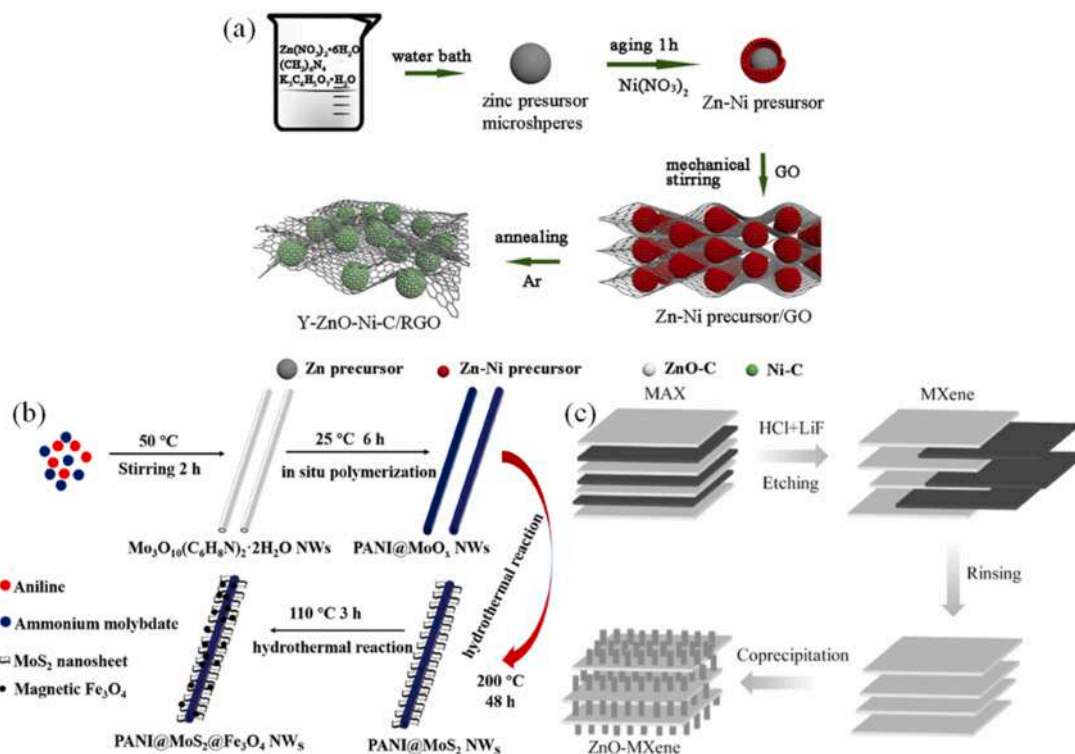 (a)
Zn(NO₃)₂•6H₂O
(CH₂)₆N₄
K₃C₆H₅O₇•H₂O
water bath
zinc presursor
microshperes
aging 1h
Ni(NO₃)₂
Zn-Ni presursor
mechanical
stirring
GO
Zn-Ni precursor/GO
annealing
Ar
Y-ZnO-Ni-C/RGO
Zn precursor
Zn-Ni precursor
ZnO-C
Ni-C
(b)
50 °C
Stirring 2 h
Mo₃O₁₀(C₆H₈N)₂·2H₂O NWs
25 °C 6 h
in situ polymerization
PANI@MoOₓ NWs
hydrothermal reaction
200 °C
48 h
PANI@MoS₂ NWs
110 °C 3 h
hydrothermal reaction
PANI@MoS₂@Fe₃O₄ NWs
Aniline
Ammonium molybdate
MoS₂ nanosheet
Magnetic Fe₃O₄
(c)
MAX
HCl+LiF
Etching
MXene
Rinsing
Coprecipitation
ZnO-MXene